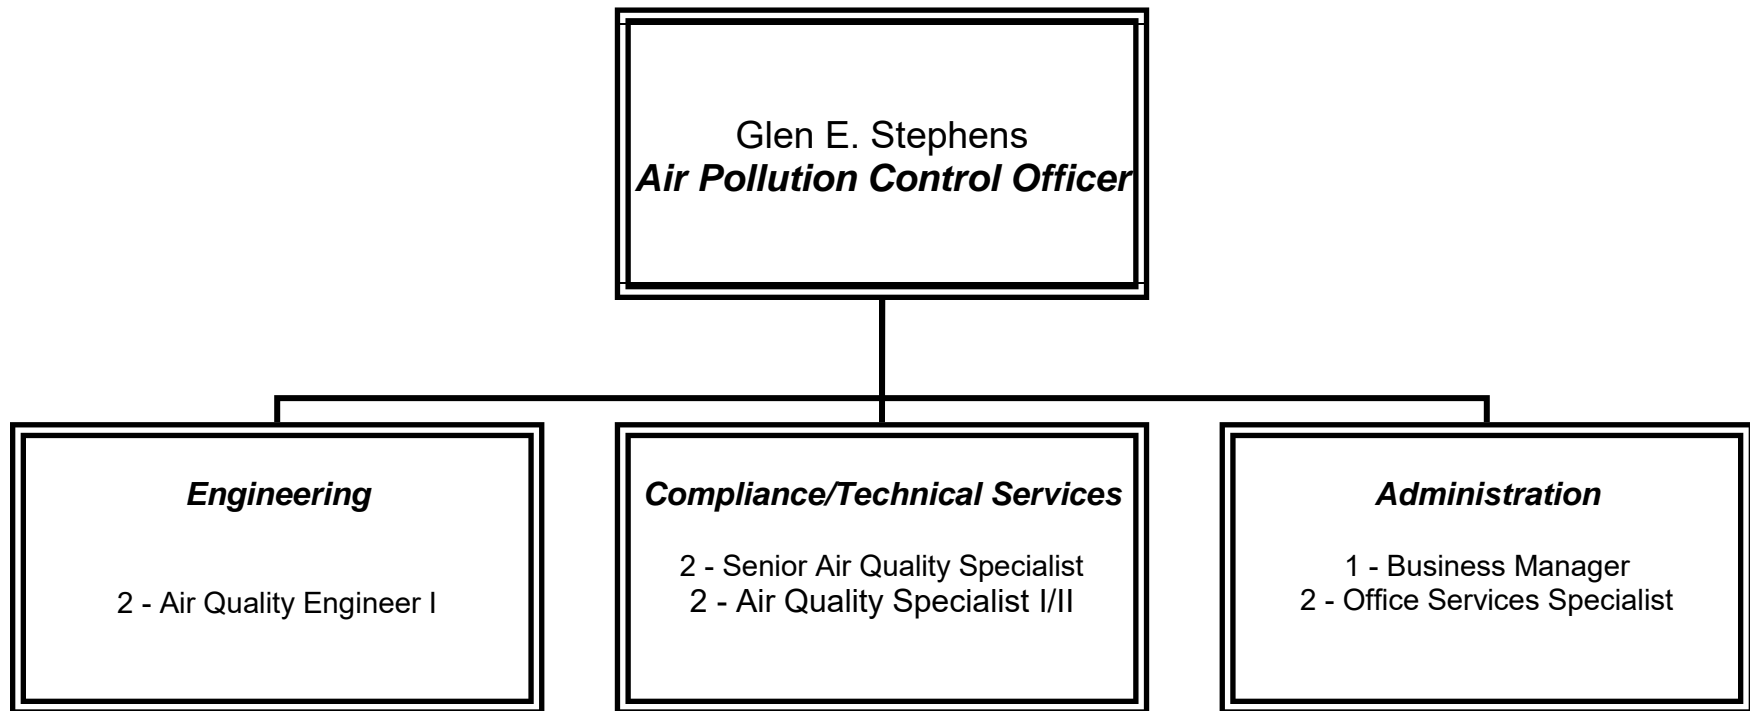 Glen E. Stephens
Air Pollution Control Officer
Engineering
2 - Air Quality Engineer I
Compliance/Technical Services
2 - Senior Air Quality Specialist
2 - Air Quality Specialist I/II
Administration
1 - Business Manager
2 - Office Services Specialist